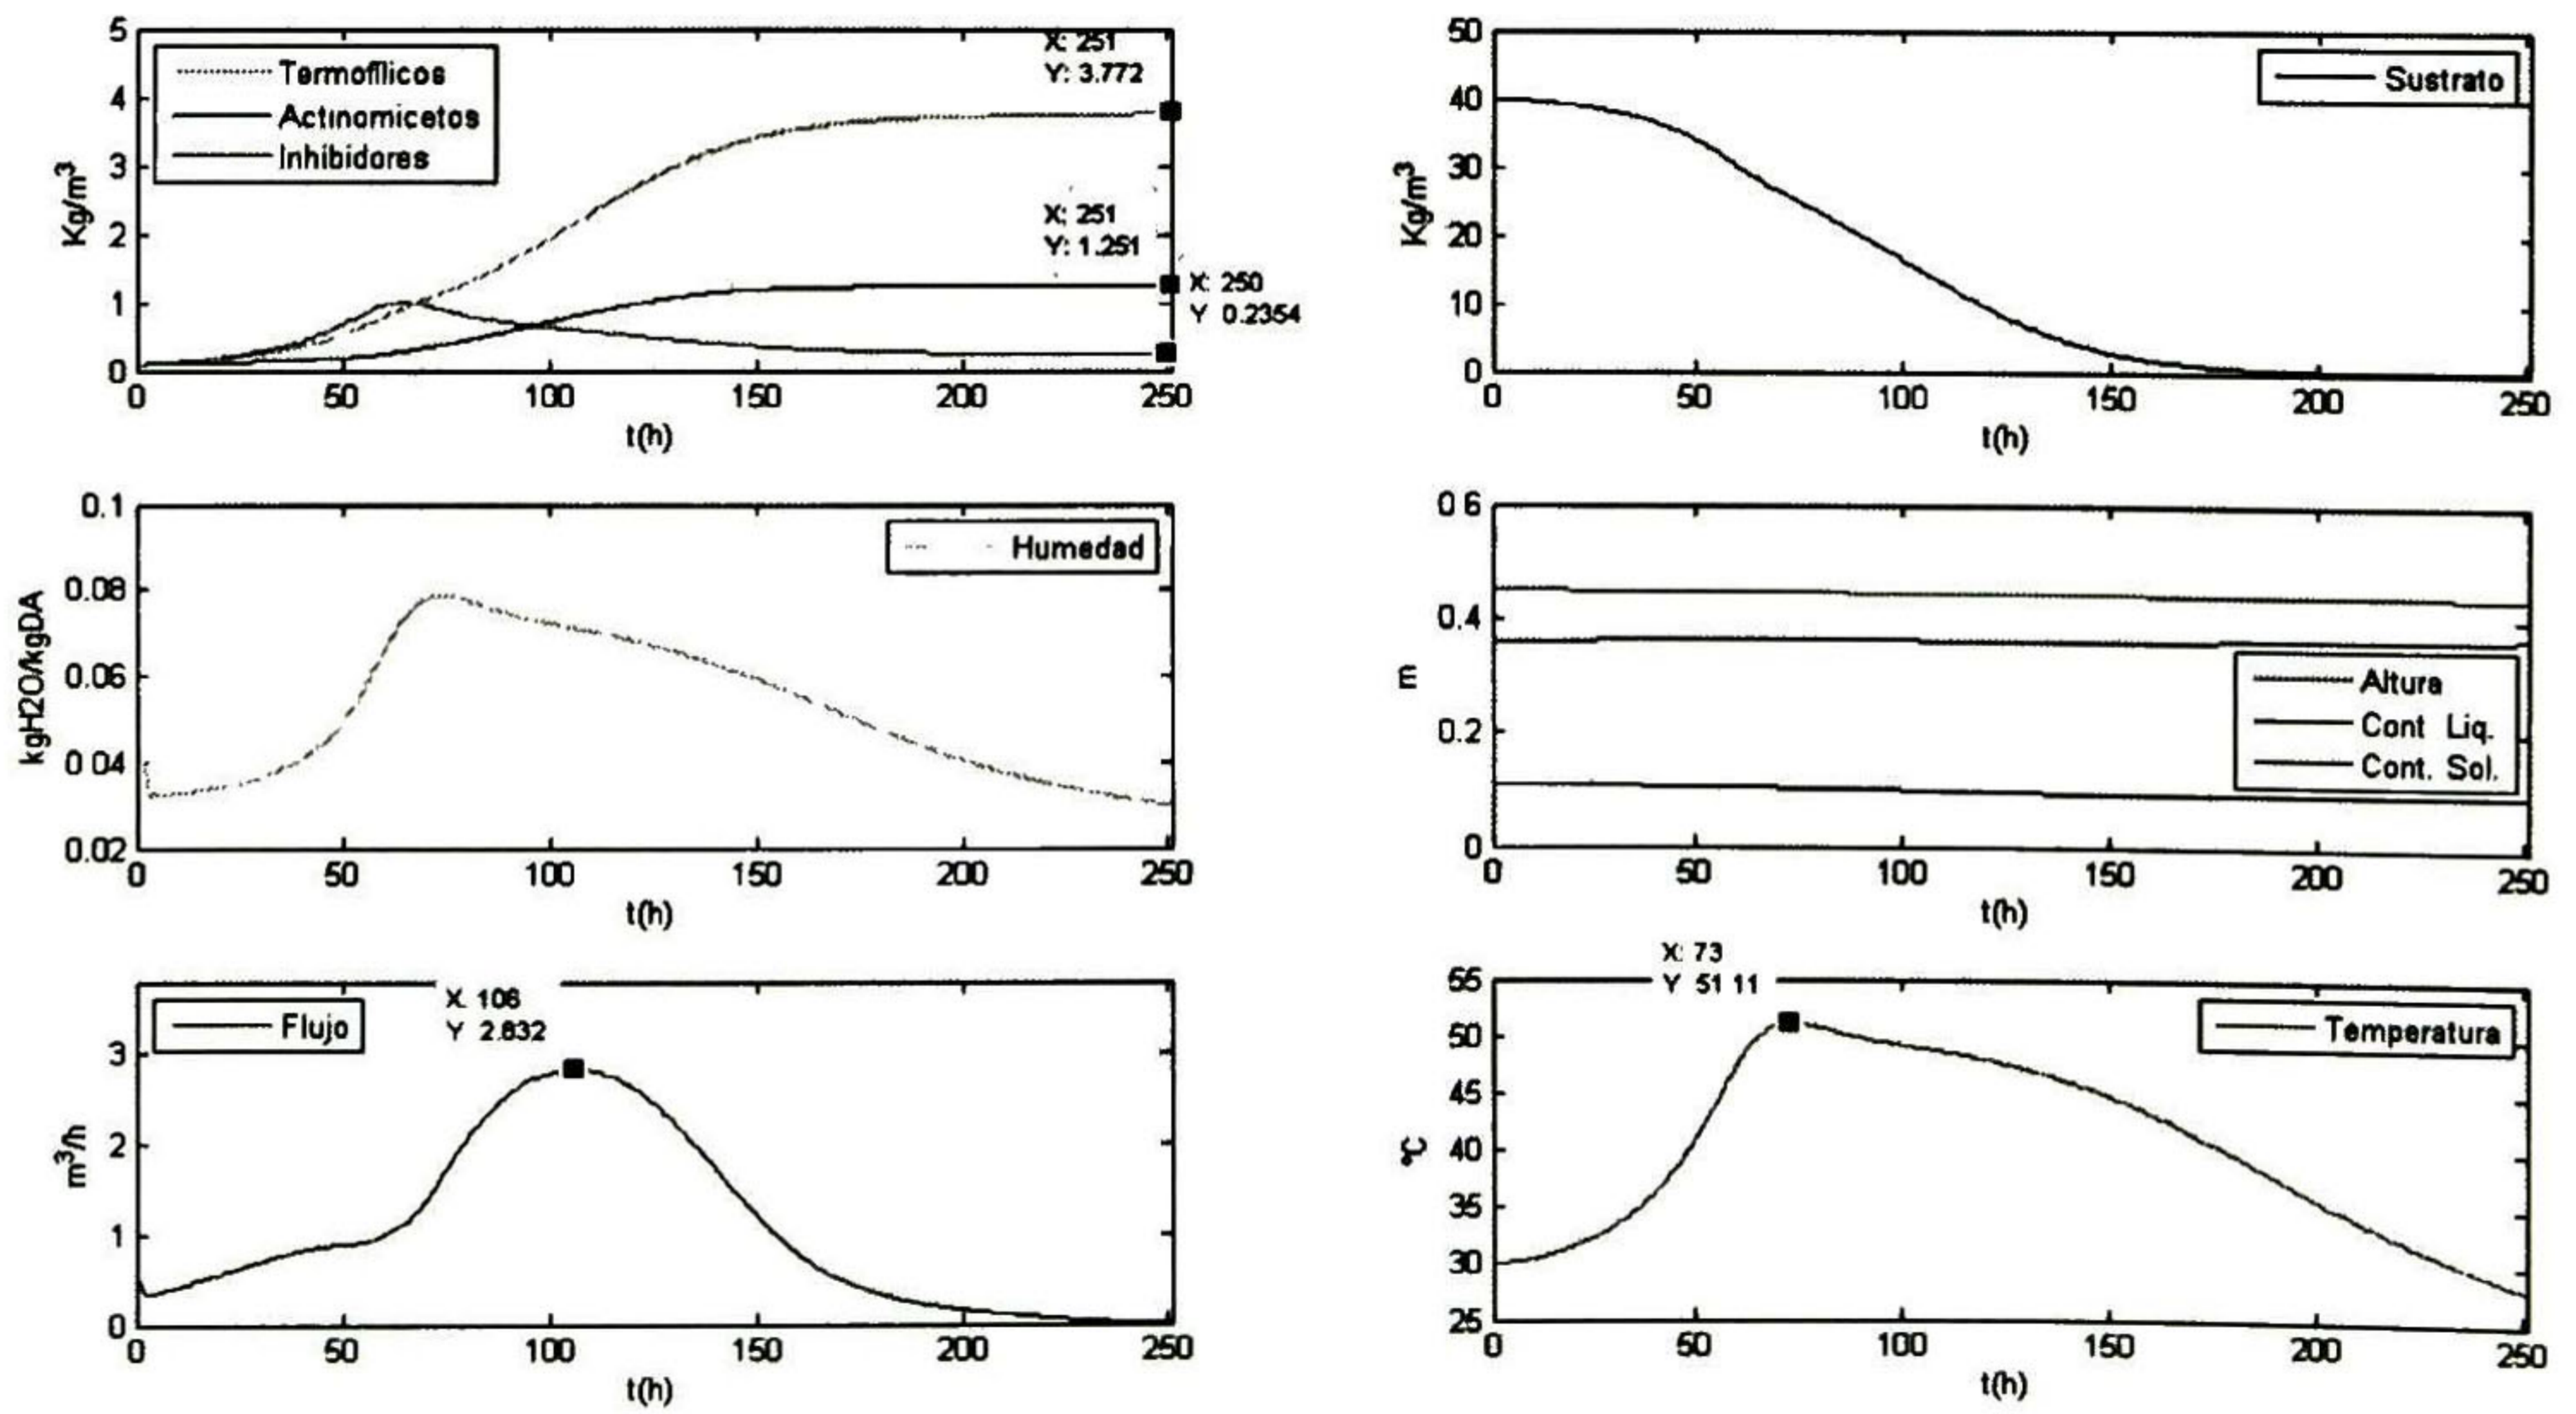 5
4
3
2
1
0
Kg/m³
Termofílicos
Actinomicetos
Inhibidores
X: 251
Y: 3.772
X: 251
Y: 1.251
X: 250
Y 0.2354
0 50 100 150 200 250
t(h)
50
40
30
20
10
0
Kg/m³
Sustrato
0 50 100 150 200 250
t(h)
0.1
0.08
0.06
0 04
0.02
kgH2O/kgDA
Humedad
0 50 100 150 200 250
t(h)
0 6
0.4
0.2
0
m
Altura
Cont Liq.
Cont. Sol.
0 50 100 150 200 250
t(h)
3
2
1
0
m³/h
Flujo
X. 106
Y 2.832
0 50 100 150 200 250
t(h)
X: 73
Y 51 11
55
50
45
40
35
30
25
°C
Temperatura
0 50 100 150 200 250
t(h)